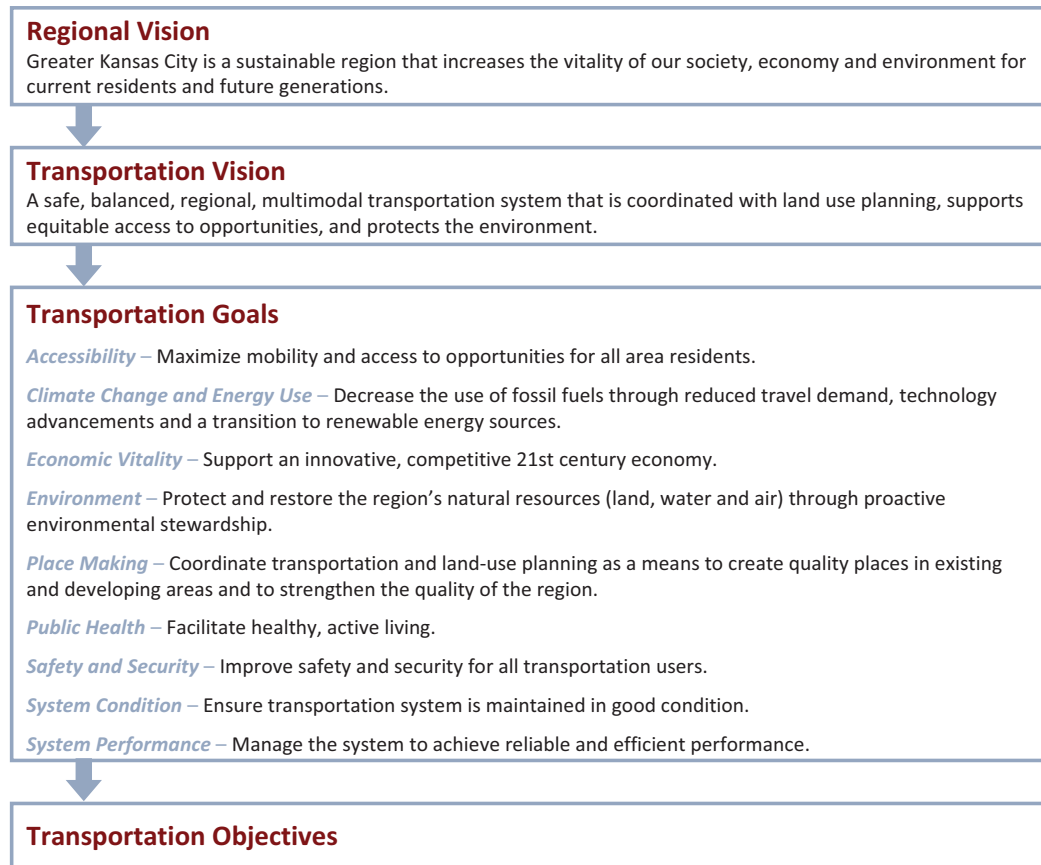 Regional Vision
Greater Kansas City is a sustainable region that increases the vitality of our society, economy and environment for
current residents and future generations.
Transportation Vision
A safe, balanced, regional, multimodal transportation system that is coordinated with land use planning, supports
equitable access to opportunities, and protects the environment.
Transportation Goals
Accessibility – Maximize mobility and access to opportunities for all area residents.
Climate Change and Energy Use – Decrease the use of fossil fuels through reduced travel demand, technology
advancements and a transition to renewable energy sources.
Economic Vitality – Support an innovative, competitive 21st century economy.
Environment – Protect and restore the region’s natural resources (land, water and air) through proactive
environmental stewardship.
Place Making – Coordinate transportation and land-use planning as a means to create quality places in existing
and developing areas and to strengthen the quality of the region.
Public Health – Facilitate healthy, active living.
Safety and Security – Improve safety and security for all transportation users.
System Condition – Ensure transportation system is maintained in good condition.
System Performance – Manage the system to achieve reliable and efficient performance.
Transportation Objectives